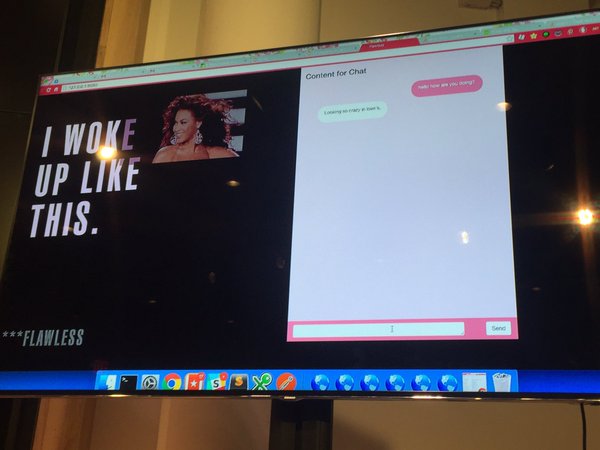 Content for Chat
hello how are you doing?
Looking so crazy in love's,
I WOKE
UP LIKE
THIS.
***FLAWLESS
Send